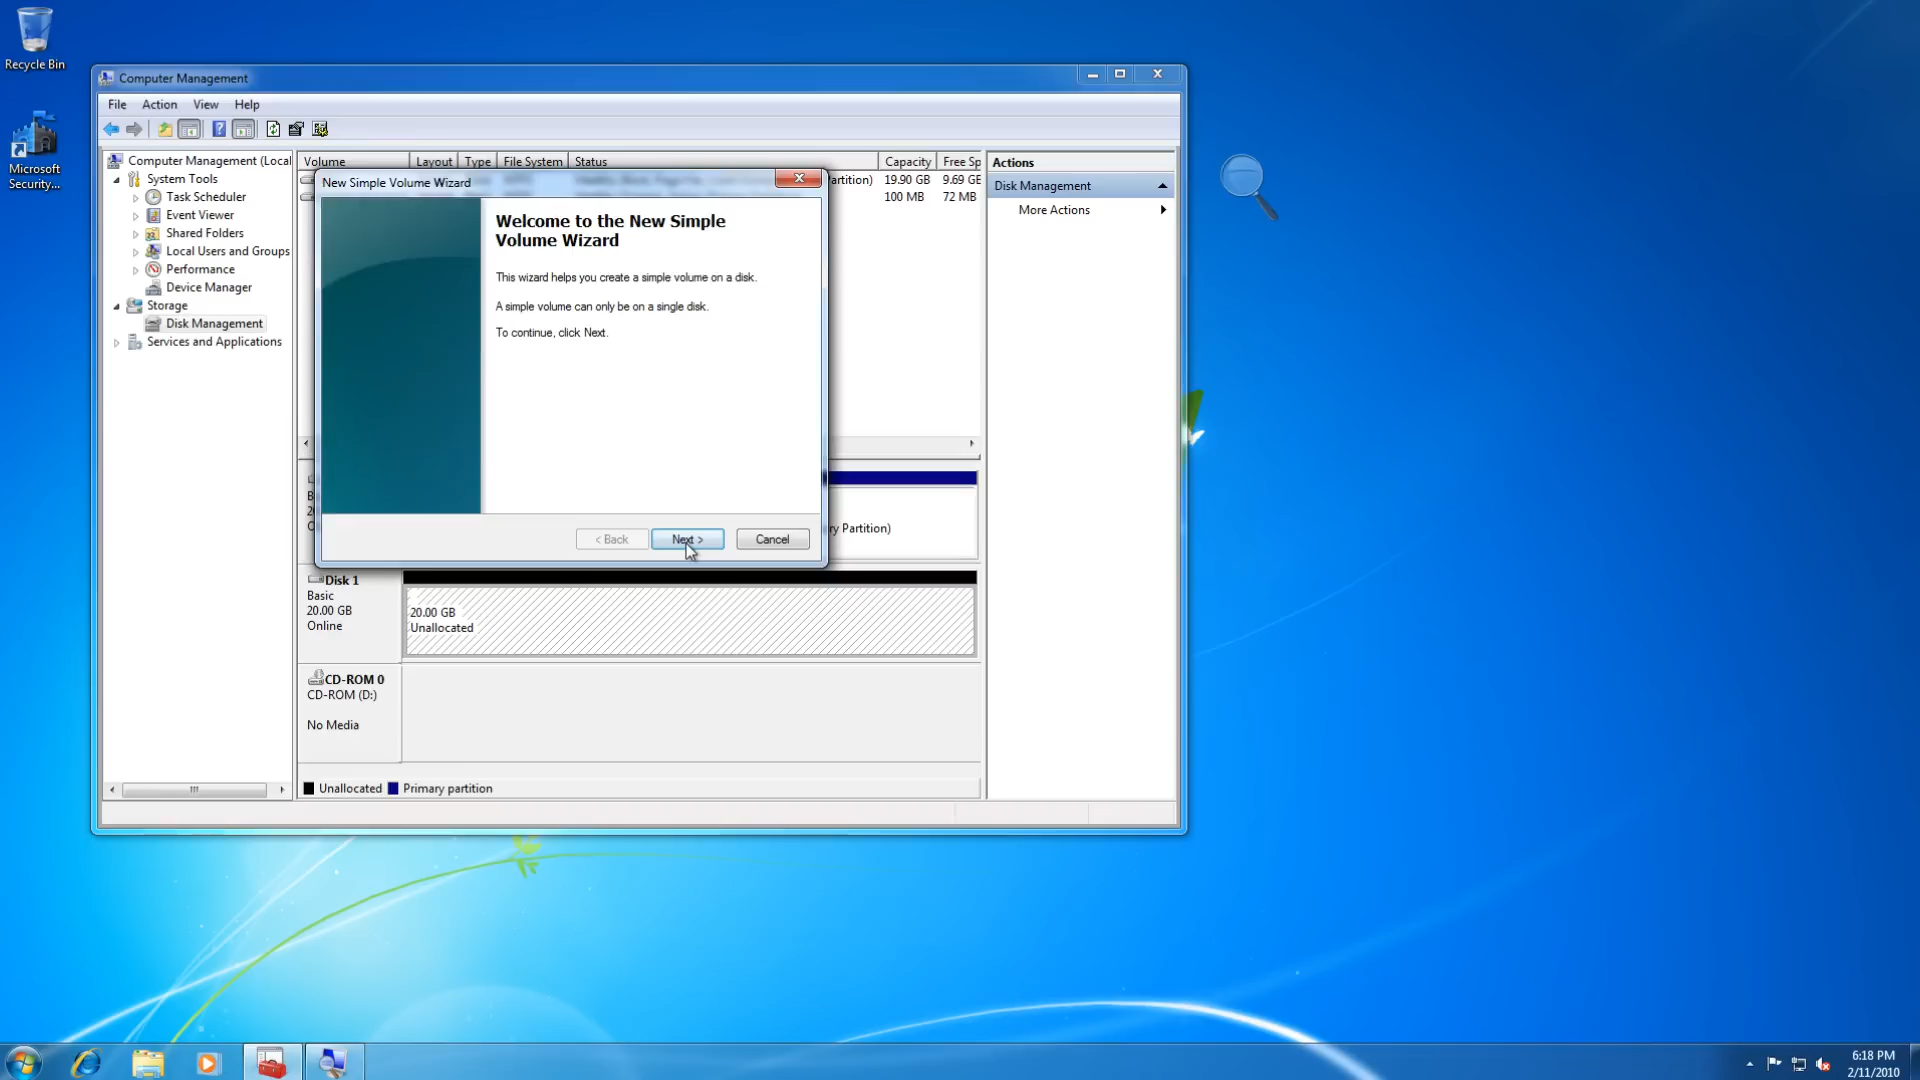 Recycle Bin
Microsoft
Security...
Computer Management
File Action View Help
Computer Management (Local
System Tools
Task Scheduler
Event Viewer
Shared Folders
Local Users and Groups
Performance
Device Manager
Storage
Disk Management
Services and Applications
Volume Layout Type File System Status Capacity Free Sp
artition) 19.90 GB 9.69 GE
100 MB 72 MB
New Simple Volume Wizard
Welcome to the New Simple
Volume Wizard
This wizard helps you create a simple volume on a disk.
A simple volume can only be on a single disk.
To continue, click Next.
< Back Next > Cancel
ry Partition)
Disk 1
Basic
20.00 GB
Online
20.00 GB
Unallocated
CD-ROM 0
CD-ROM (D:)
No Media
Unallocated Primary partition
Actions
Disk Management
More Actions
6:18 PM
2/11/2010